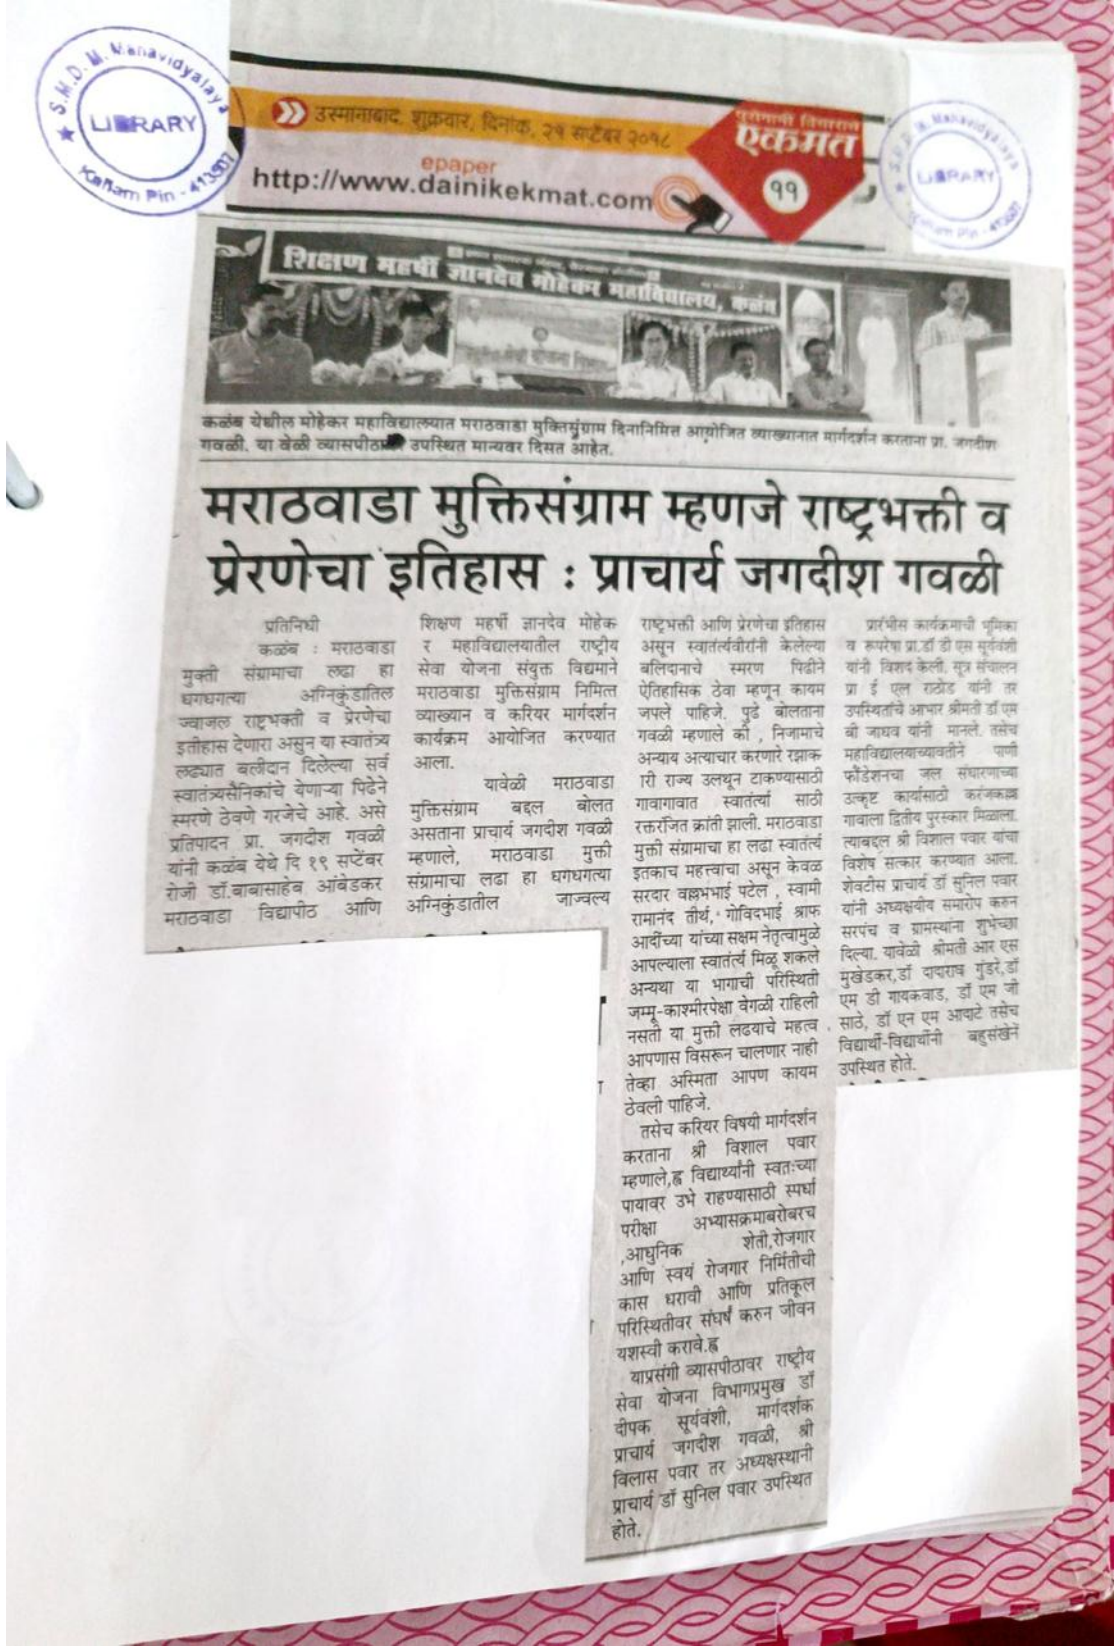 S.M.D.M. Mahavidyalaya
LIBRARY
Kallam Pin - 413507
उस्मानाबाद, शुक्रवार, दिनांक. २१ सप्टेंबर २०१८
पुरोगामी विचाराचे
एकमत
११
epaper
http://www.dainikekmat.com
S.M.D.M. Mahavidyalaya
LIBRARY
Kallam Pin - 413507
शिक्षण महर्षी ज्ञानदेव मोहेकर महाविद्यालय, कळंब
कळंब येथील मोहेकर महाविद्यालयात मराठवाडा मुक्तिसंग्राम दिनानिमित्त आयोजित व्याख्यानात मार्गदर्शन करताना प्रा. जगदीश
गवळी. या वेळी व्यासपीठा उपस्थित मान्यवर दिसत आहेत.
मराठवाडा मुक्तिसंग्राम म्हणजे राष्ट्रभक्ती व
प्रेरणेचा इतिहास : प्राचार्य जगदीश गवळी
प्रतिनिधी
कळंब : मराठवाडा
मुक्ती संग्रामाचा लढा हा
धगधगत्या अग्निकुंडातिल
ज्वाजल राष्ट्रभक्ती व प्रेरणेचा
इतीहास देणारा असुन या स्वातंत्र्य
लढ्यात बलीदान दिलेल्या सर्व
स्वातंत्र्यसैनिकांचे येणाऱ्या पिढेने
स्मरणे ठेवणे गरजेचे आहे. असे
प्रतिपादन प्रा. जगदीश गवळी
यांनी कळंब येथे दि १९ सप्टेंबर
रोजी डॉ.बाबासाहेब आंबेडकर
मराठवाडा विद्यापीठ आणि
शिक्षण महर्षी ज्ञानदेव मोहेक
र महाविद्यालयातील राष्ट्रीय
सेवा योजना संयुक्त विद्यमाने
मराठवाडा मुक्तिसंग्राम निमित्त
व्याख्यान व करियर मार्गदर्शन
कार्यक्रम आयोजित करण्यात
आला.
यावेळी मराठवाडा
मुक्तिसंग्राम बद्दल बोलत
असताना प्राचार्य जगदीश गवळी
म्हणाले, मराठवाडा मुक्ती
संग्रामाचा लढा हा धगधगत्या
अग्निकुंडातील जाज्वल्य
राष्ट्रभक्ती आणि प्रेरणेचा इतिहास
असून स्वातंर्त्यवीरांनी केलेल्या
बलिदानाचे स्मरण पिढीने
ऐतिहासिक ठेवा म्हणून कायम
जपले पाहिजे. पुढे बोलताना
गवळी म्हणाले की , निजामाचे
अन्याय अत्याचार करणारे रझाक
ारी राज्य उलथून टाकण्यासाठी
गावागावात स्वातंर्त्या साठी
रक्तरंजित क्रांती झाली. मराठवाडा
मुक्ती संग्रामाचा हा लढा स्वातंर्त्य
इतकाच महत्त्वाचा असून केवळ
सरदार वल्लभभाई पटेल , स्वामी
रामानंद तीर्थ, गोविदभाई श्राफ
आदींच्या यांच्या सक्षम नेतृत्वामुळे
आपल्याला स्वातंर्त्य मिळू शकले
अन्यथा या भागाची परिस्थिती
जम्मू-काश्मीरपेक्षा वेगळी राहिली
नसती या मुक्ती लढयाचे महत्व
आपणास विसरून चालणार नाही
तेव्हा अस्मिता आपण कायम
ठेवली पाहिजे.
तसेच करियर विषयी मार्गदर्शन
करताना श्री विशाल पवार
म्हणाले,ह्व विद्यार्थ्यांनी स्वतःच्या
पायावर उभे राहण्यासाठी स्पर्धा
परीक्षा अभ्यासक्रमाबरोबरच
,आधुनिक शेती,रोजगार
आणि स्वयं रोजगार निर्मितीची
कास धरावी आणि प्रतिकूल
परिस्थितीवर संघर्ष करुन जीवन
यशस्वी करावे.ह्व
याप्रसंगी व्यासपीठावर राष्ट्रीय
सेवा योजना विभागप्रमुख डॉ
दीपक सूर्यवंशी, मार्गदर्शक
प्राचार्य जगदीश गवळी, श्री
विलास पवार तर अध्यक्षस्थानी
प्राचार्य डॉ सुनिल पवार उपस्थित
होते.
प्रारंभीस कार्यक्रमाची भूमिका
व रूपरेषा प्रा.डॉ डी एस सूर्यवंशी
यांनी विशद केली. सूत्र संचालन
प्रा ई एल राठोड यांनी तर
उपस्थितांचे आभार श्रीमती डॉ एम
बी जाधव यांनी मानले. तसेच
महाविद्यालयाच्यावतीने पाणी
फौंडेशनचा जल संधारणाच्या
उत्कृष्ट कार्यासाठी करंजकल्ला
गावाला द्वितीय पुरस्कार मिळाला.
त्याबद्दल श्री विशाल पवार यांचा
विशेष सत्कार करण्यात आला.
शेवटीस प्राचार्य डॉ सुनिल पवार
यांनी अध्यक्षीय समारोप करुन
सरपंच व ग्रामस्थांना शुभेच्छा
दिल्या. यावेळी श्रीमती आर एस
मुखेडकर,डॉ दादाराव गुंडरे,डॉ
एम डी गायकवाड, डॉ एम जी
साठे, डॉ एन एम आदाटे तसेच
विद्यार्थी-विद्यार्थीनी बहुसंखेनें
उपस्थित होते.